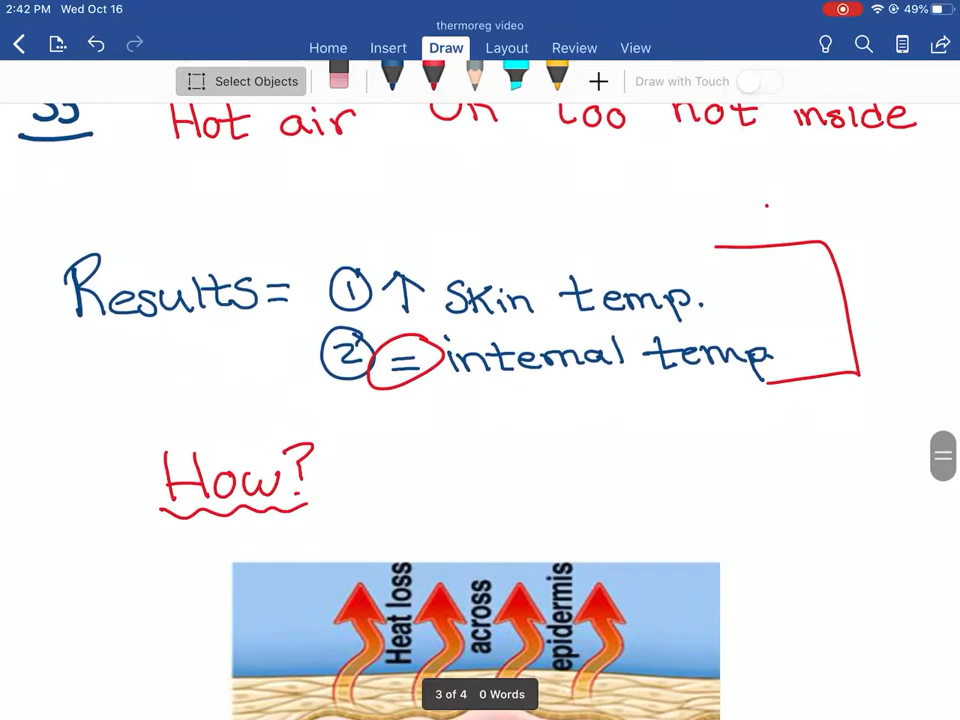 2:42 PM Wed Oct 16
49%
thermoreg video
Home Insert Draw Layout Review View
Select Objects
Draw with Touch
Hot air on too hot inside
Results= ① ↑ skin temp.
② = internal temp
How?
Heat loss
across
epidermis
3 of 4 0 Words